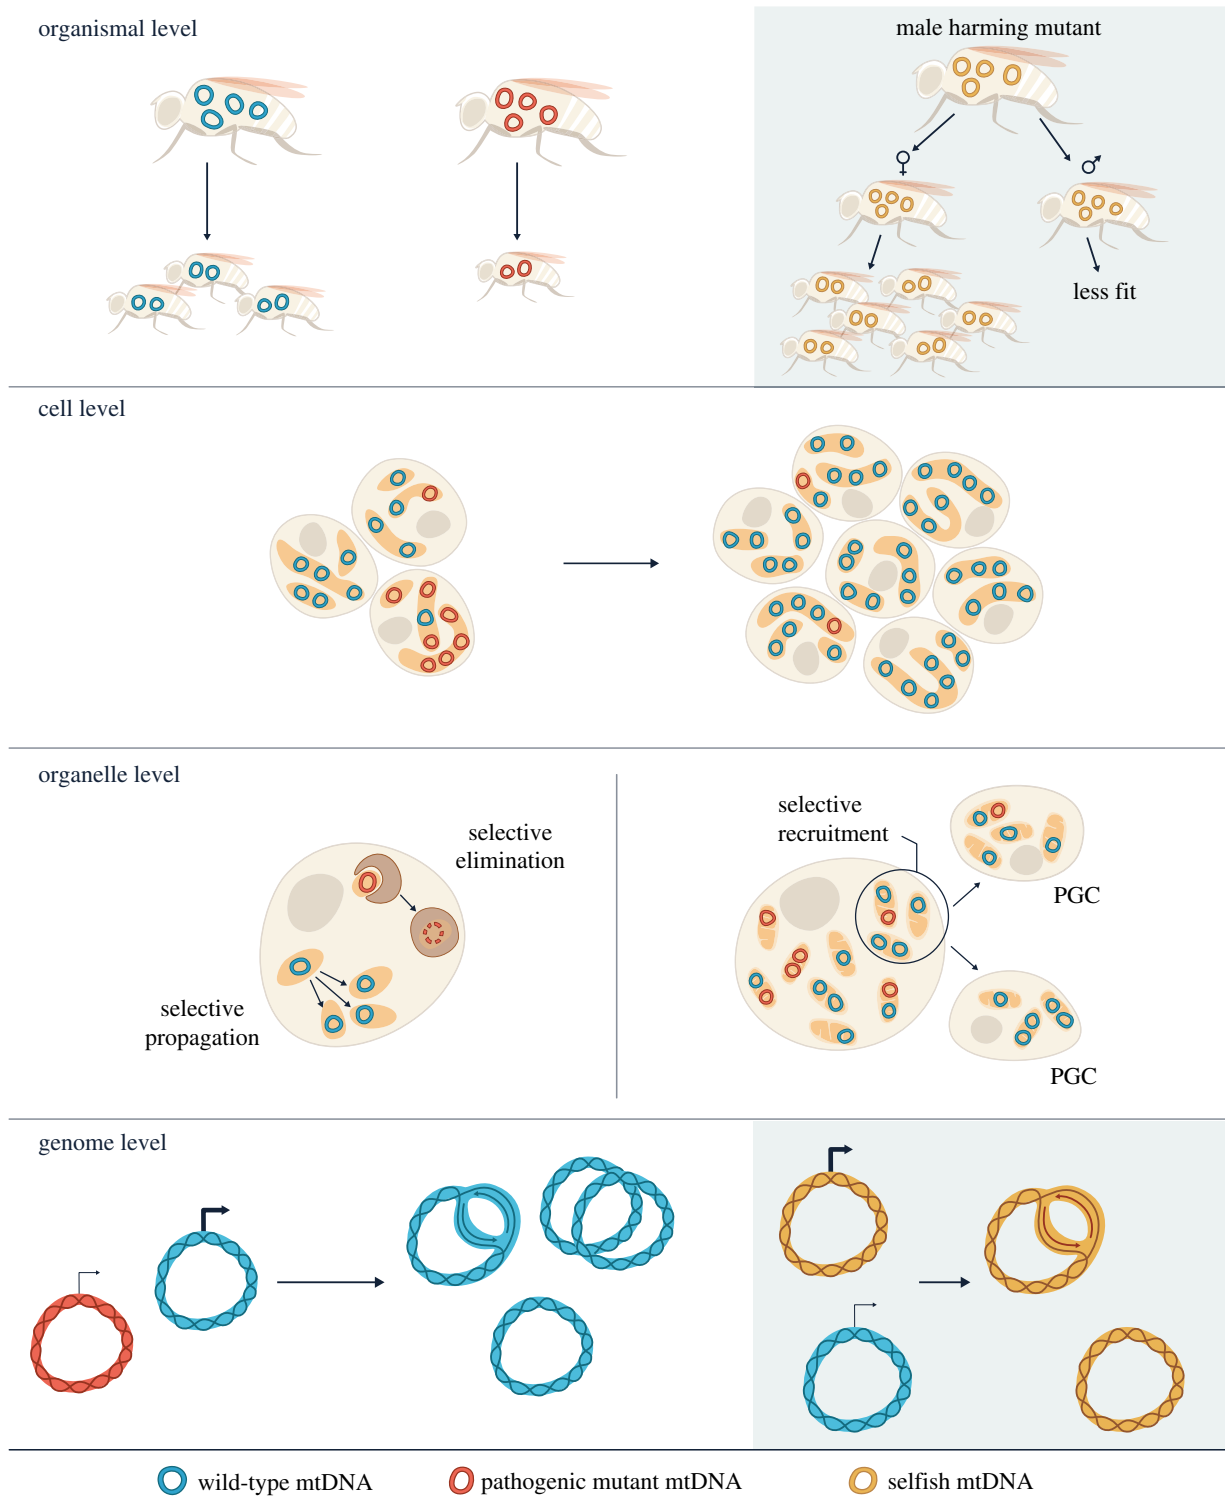 organismal level
male harming mutant
♀
♂
less fit
cell level
organelle level
selective
elimination
selective
propagation
selective
recruitment
PGC
PGC
genome level
wild-type mtDNA
pathogenic mutant mtDNA
selfish mtDNA